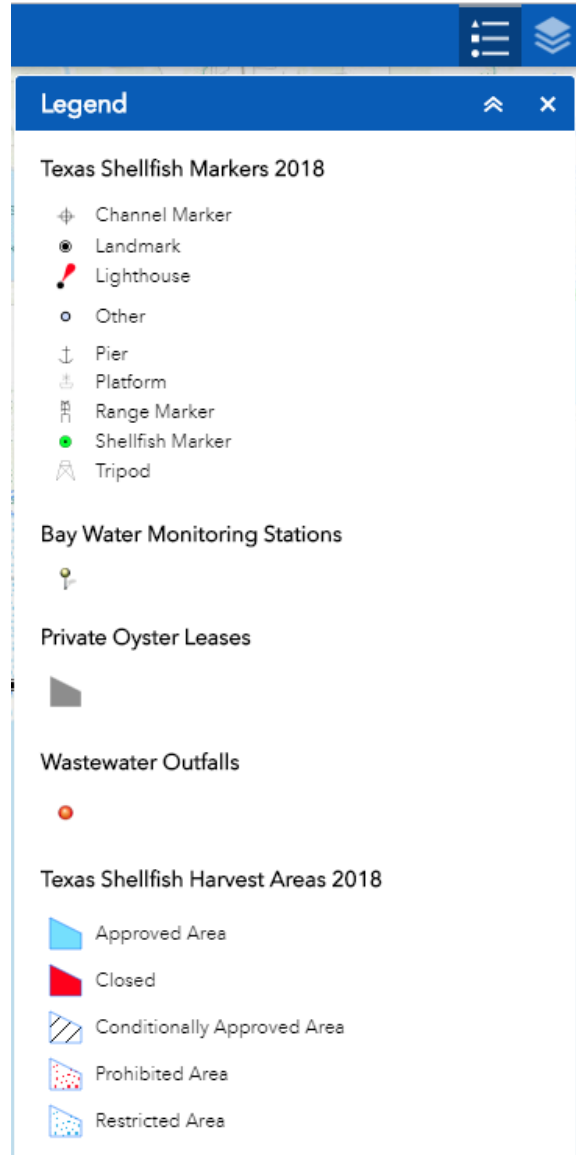 Legend
Texas Shellfish Markers 2018
Channel Marker
Landmark
Lighthouse
Other
Pier
Platform
Range Marker
Shellfish Marker
Tripod
Bay Water Monitoring Stations
Private Oyster Leases
Wastewater Outfalls
Texas Shellfish Harvest Areas 2018
Approved Area
Closed
Conditionally Approved Area
Prohibited Area
Restricted Area